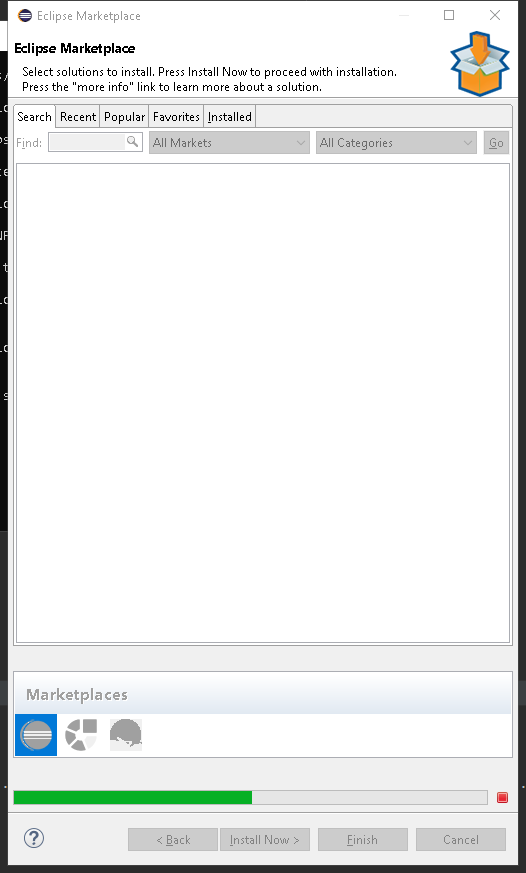 Eclipse Marketplace
Eclipse Marketplace
Select solutions to install. Press Install Now to proceed with installation.
Press the "more info" link to learn more about a solution.
Search Recent Popular Favorites Installed
Find: All Markets All Categories Go
Marketplaces
< Back Install Now > Finish Cancel